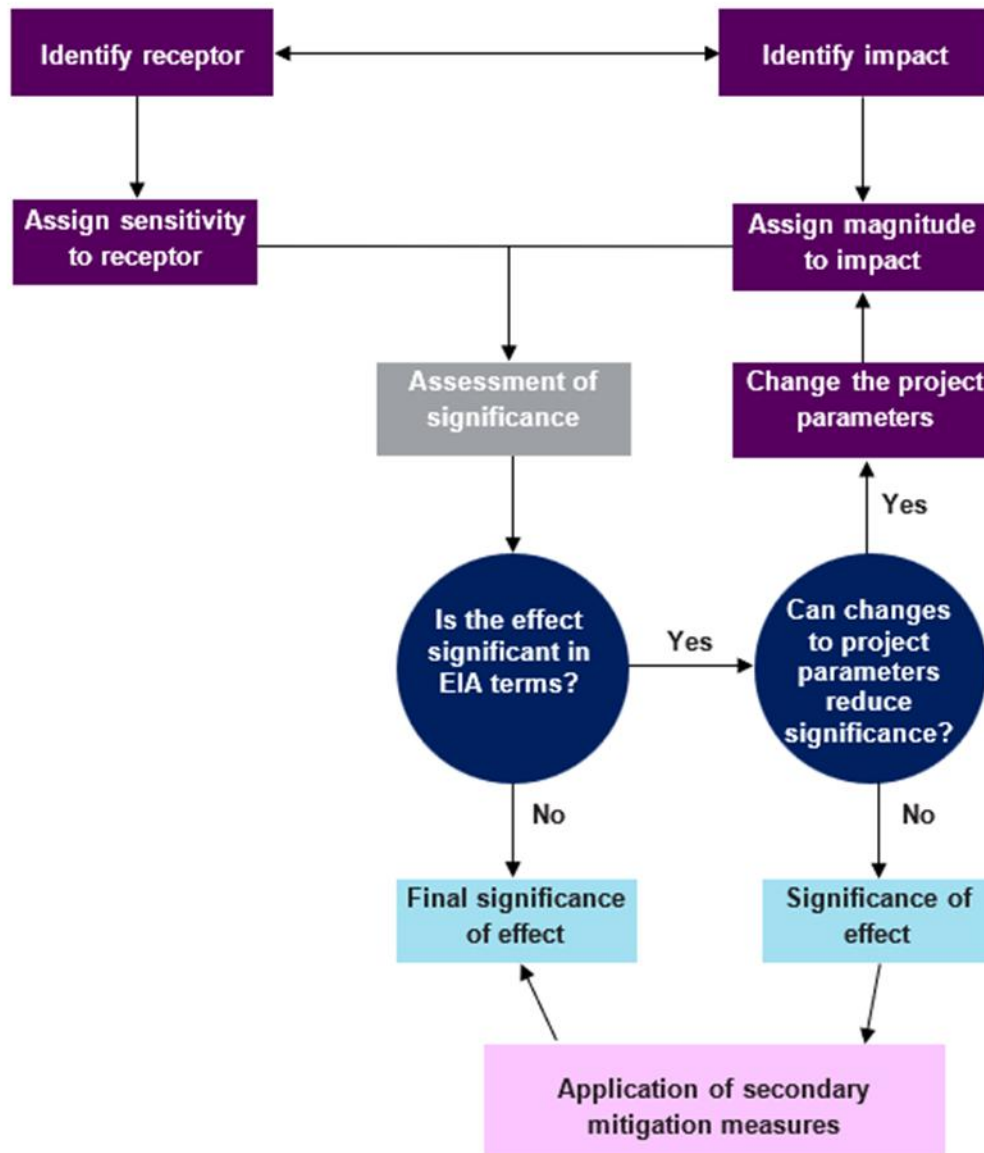 Identify receptor
Identify impact
Assign sensitivity
to receptor
Assign magnitude
to impact
Assessment of
significance
Change the project
parameters
Yes
Is the effect
significant in
EIA terms?
Yes
Can changes
to project
parameters
reduce
significance?
No
No
Final significance
of effect
Significance of
effect
Application of secondary
mitigation measures